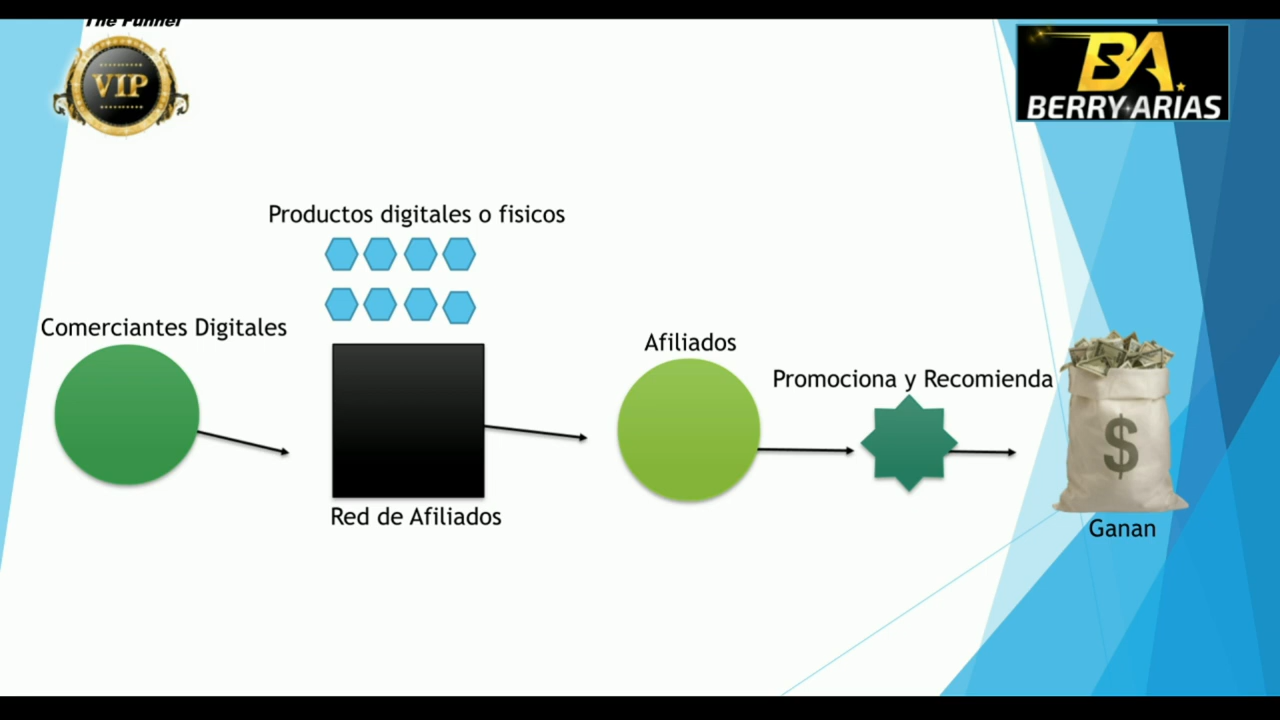 The Funnel
VIP
BA
BERRY ARIAS
Productos digitales o fisicos
Comerciantes Digitales
Afiliados
Promociona y Recomienda
$
Red de Afiliados
Ganan